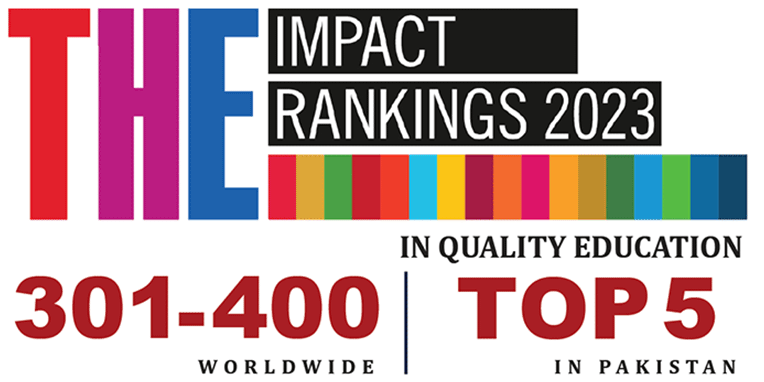 THE
IMPACT
RANKINGS 2023
IN QUALITY EDUCATION
301-400
WORLDWIDE
TOP 5
IN PAKISTAN